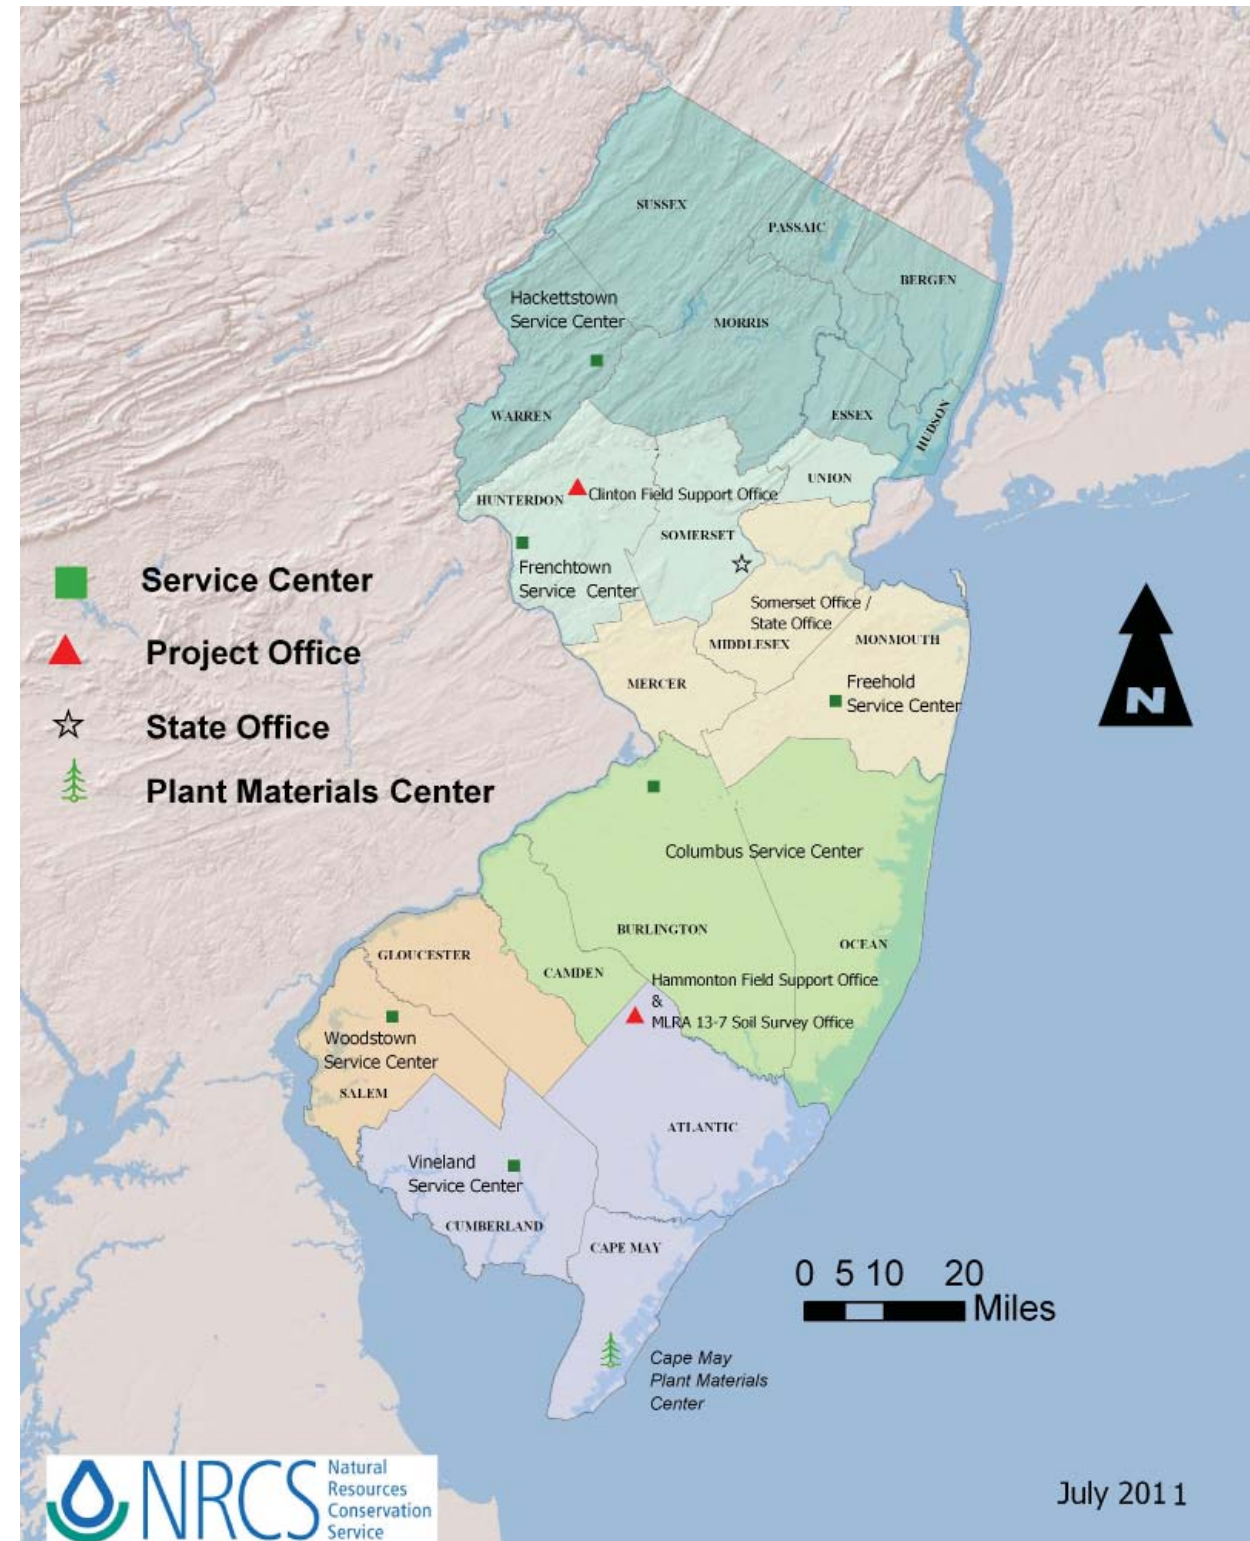 SUSSEX
PASSAIC
BERGEN
Hackettstown
Service Center
MORRIS
WARREN
ESSEX
HUDSON
UNION
HUNTERDON
Clinton Field Support Office
SOMERSET
Frenchtown
Service Center
Somerset Office /
State Office
MIDDLESEX
MONMOUTH
MERCER
Freehold
Service Center
Service Center
Project Office
State Office
Plant Materials Center
N
Columbus Service Center
BURLINGTON
OCEAN
GLOUCESTER
CAMDEN
Hammonton Field Support Office
&
MLRA 13-7 Soil Survey Office
Woodstown
Service Center
SALEM
ATLANTIC
Vineland
Service Center
CUMBERLAND
CAPE MAY
0 5 10 20
Miles
Cape May
Plant Materials
Center
NRCS
Natural
Resources
Conservation
Service
July 2011